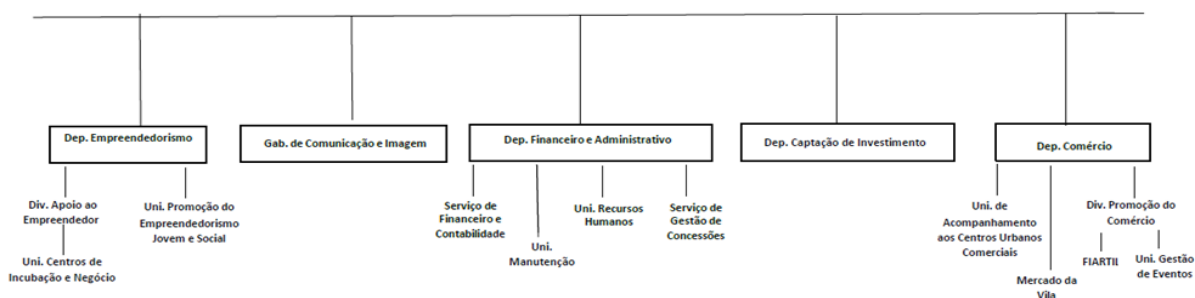 Dep. Empreendedorismo
Gab. de Comunicação e Imagem
Dep. Financeiro e Administrativo
Dep. Captação de Investimento
Dep. Comércio
Div. Apoio ao
Empreendedor
Uni. Centros de
Incubação e Negócio
Uni. Promoção do
Empreendedorismo
Jovem e Social
Serviço de
Financeiro e
Contabilidade
Uni.
Manutenção
Uni. Recursos
Humanos
Serviço de
Gestão de
Concessões
Uni. de
Acompanhamento
aos Centros Urbanos
Comerciais
Mercado da
Vila
Div. Promoção do
Comércio
FIARTIL
Uni. Gestão
de Eventos